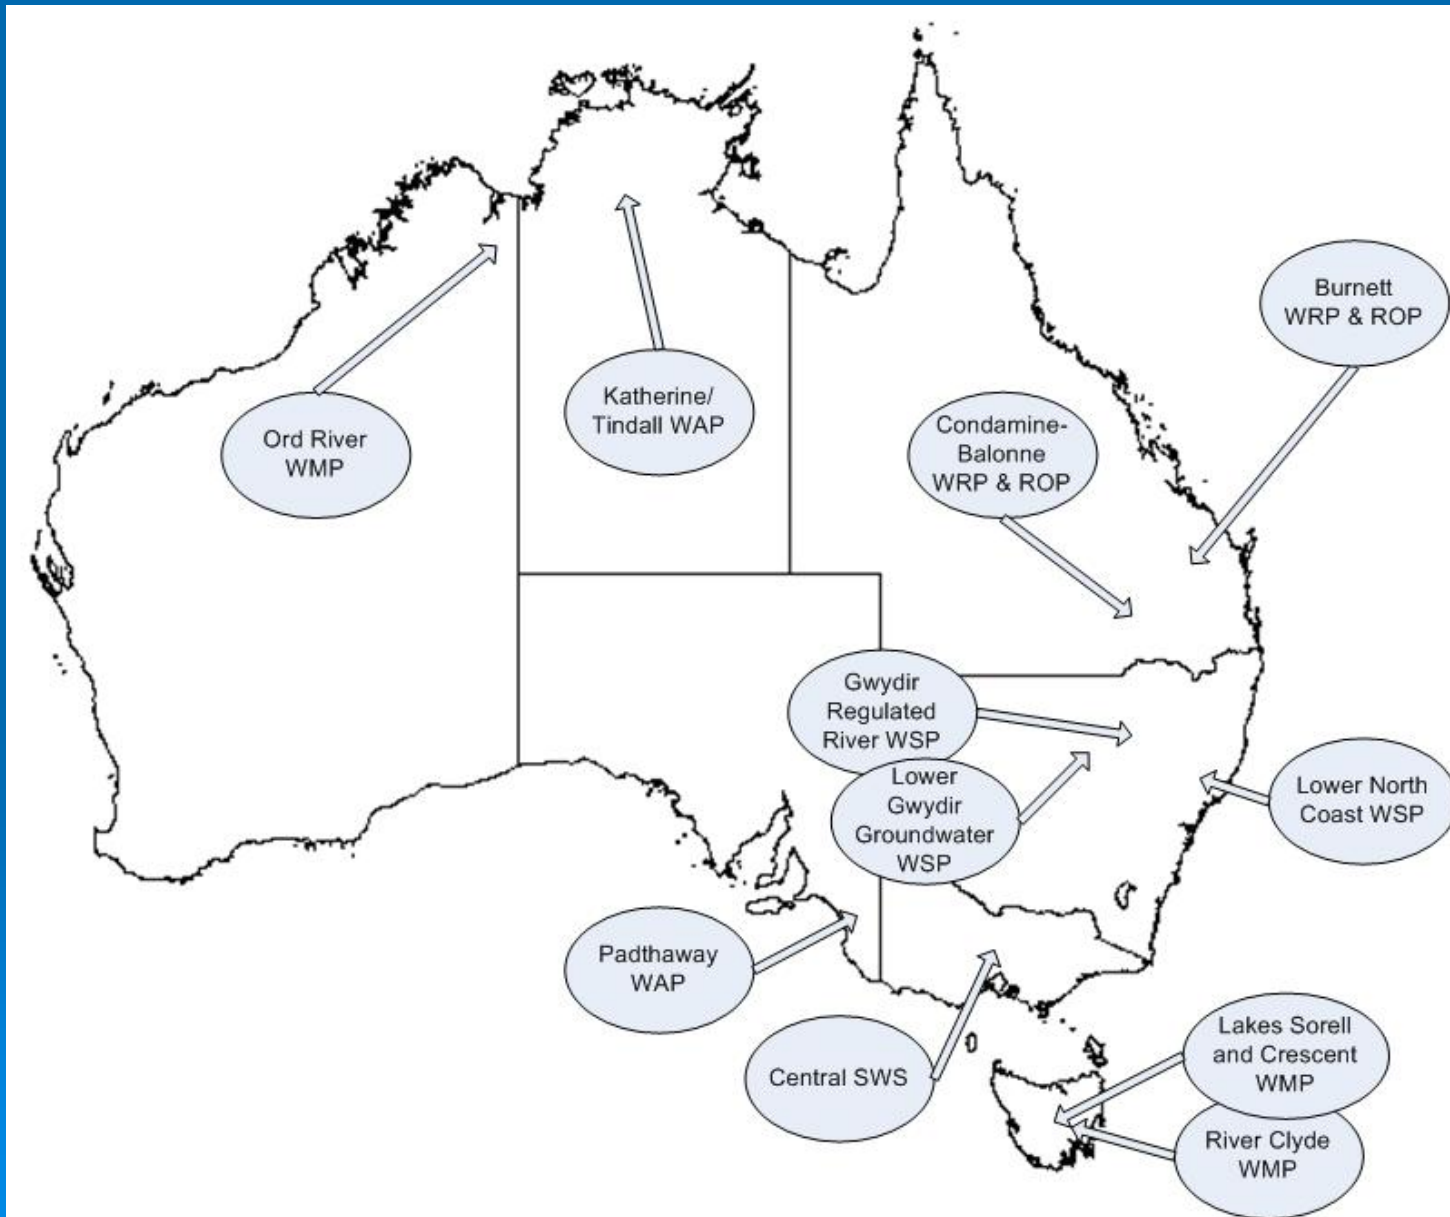 Burnett
WRP & ROP
Katherine/
Tindall WAP
Condamine-
Balonne
WRP & ROP
Ord River
WMP
Gwydir
Regulated
River WSP
Lower
Gwydir
Groundwater
WSP
Lower North
Coast WSP
Padthaway
WAP
Central SWS
Lakes Sorell
and Crescent
WMP
River Clyde
WMP